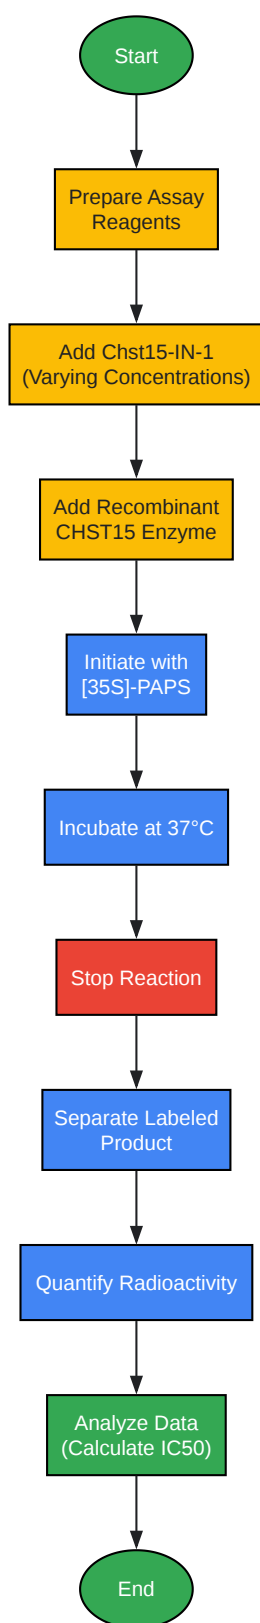 Start
Prepare Assay
Reagents
Add Chst15-IN-1
(Varying Concentrations)
Add Recombinant
CHST15 Enzyme
Initiate with
[35S]-PAPS
Incubate at 37°C
Stop Reaction
Separate Labeled
Product
Quantify Radioactivity
Analyze Data
(Calculate IC50)
End